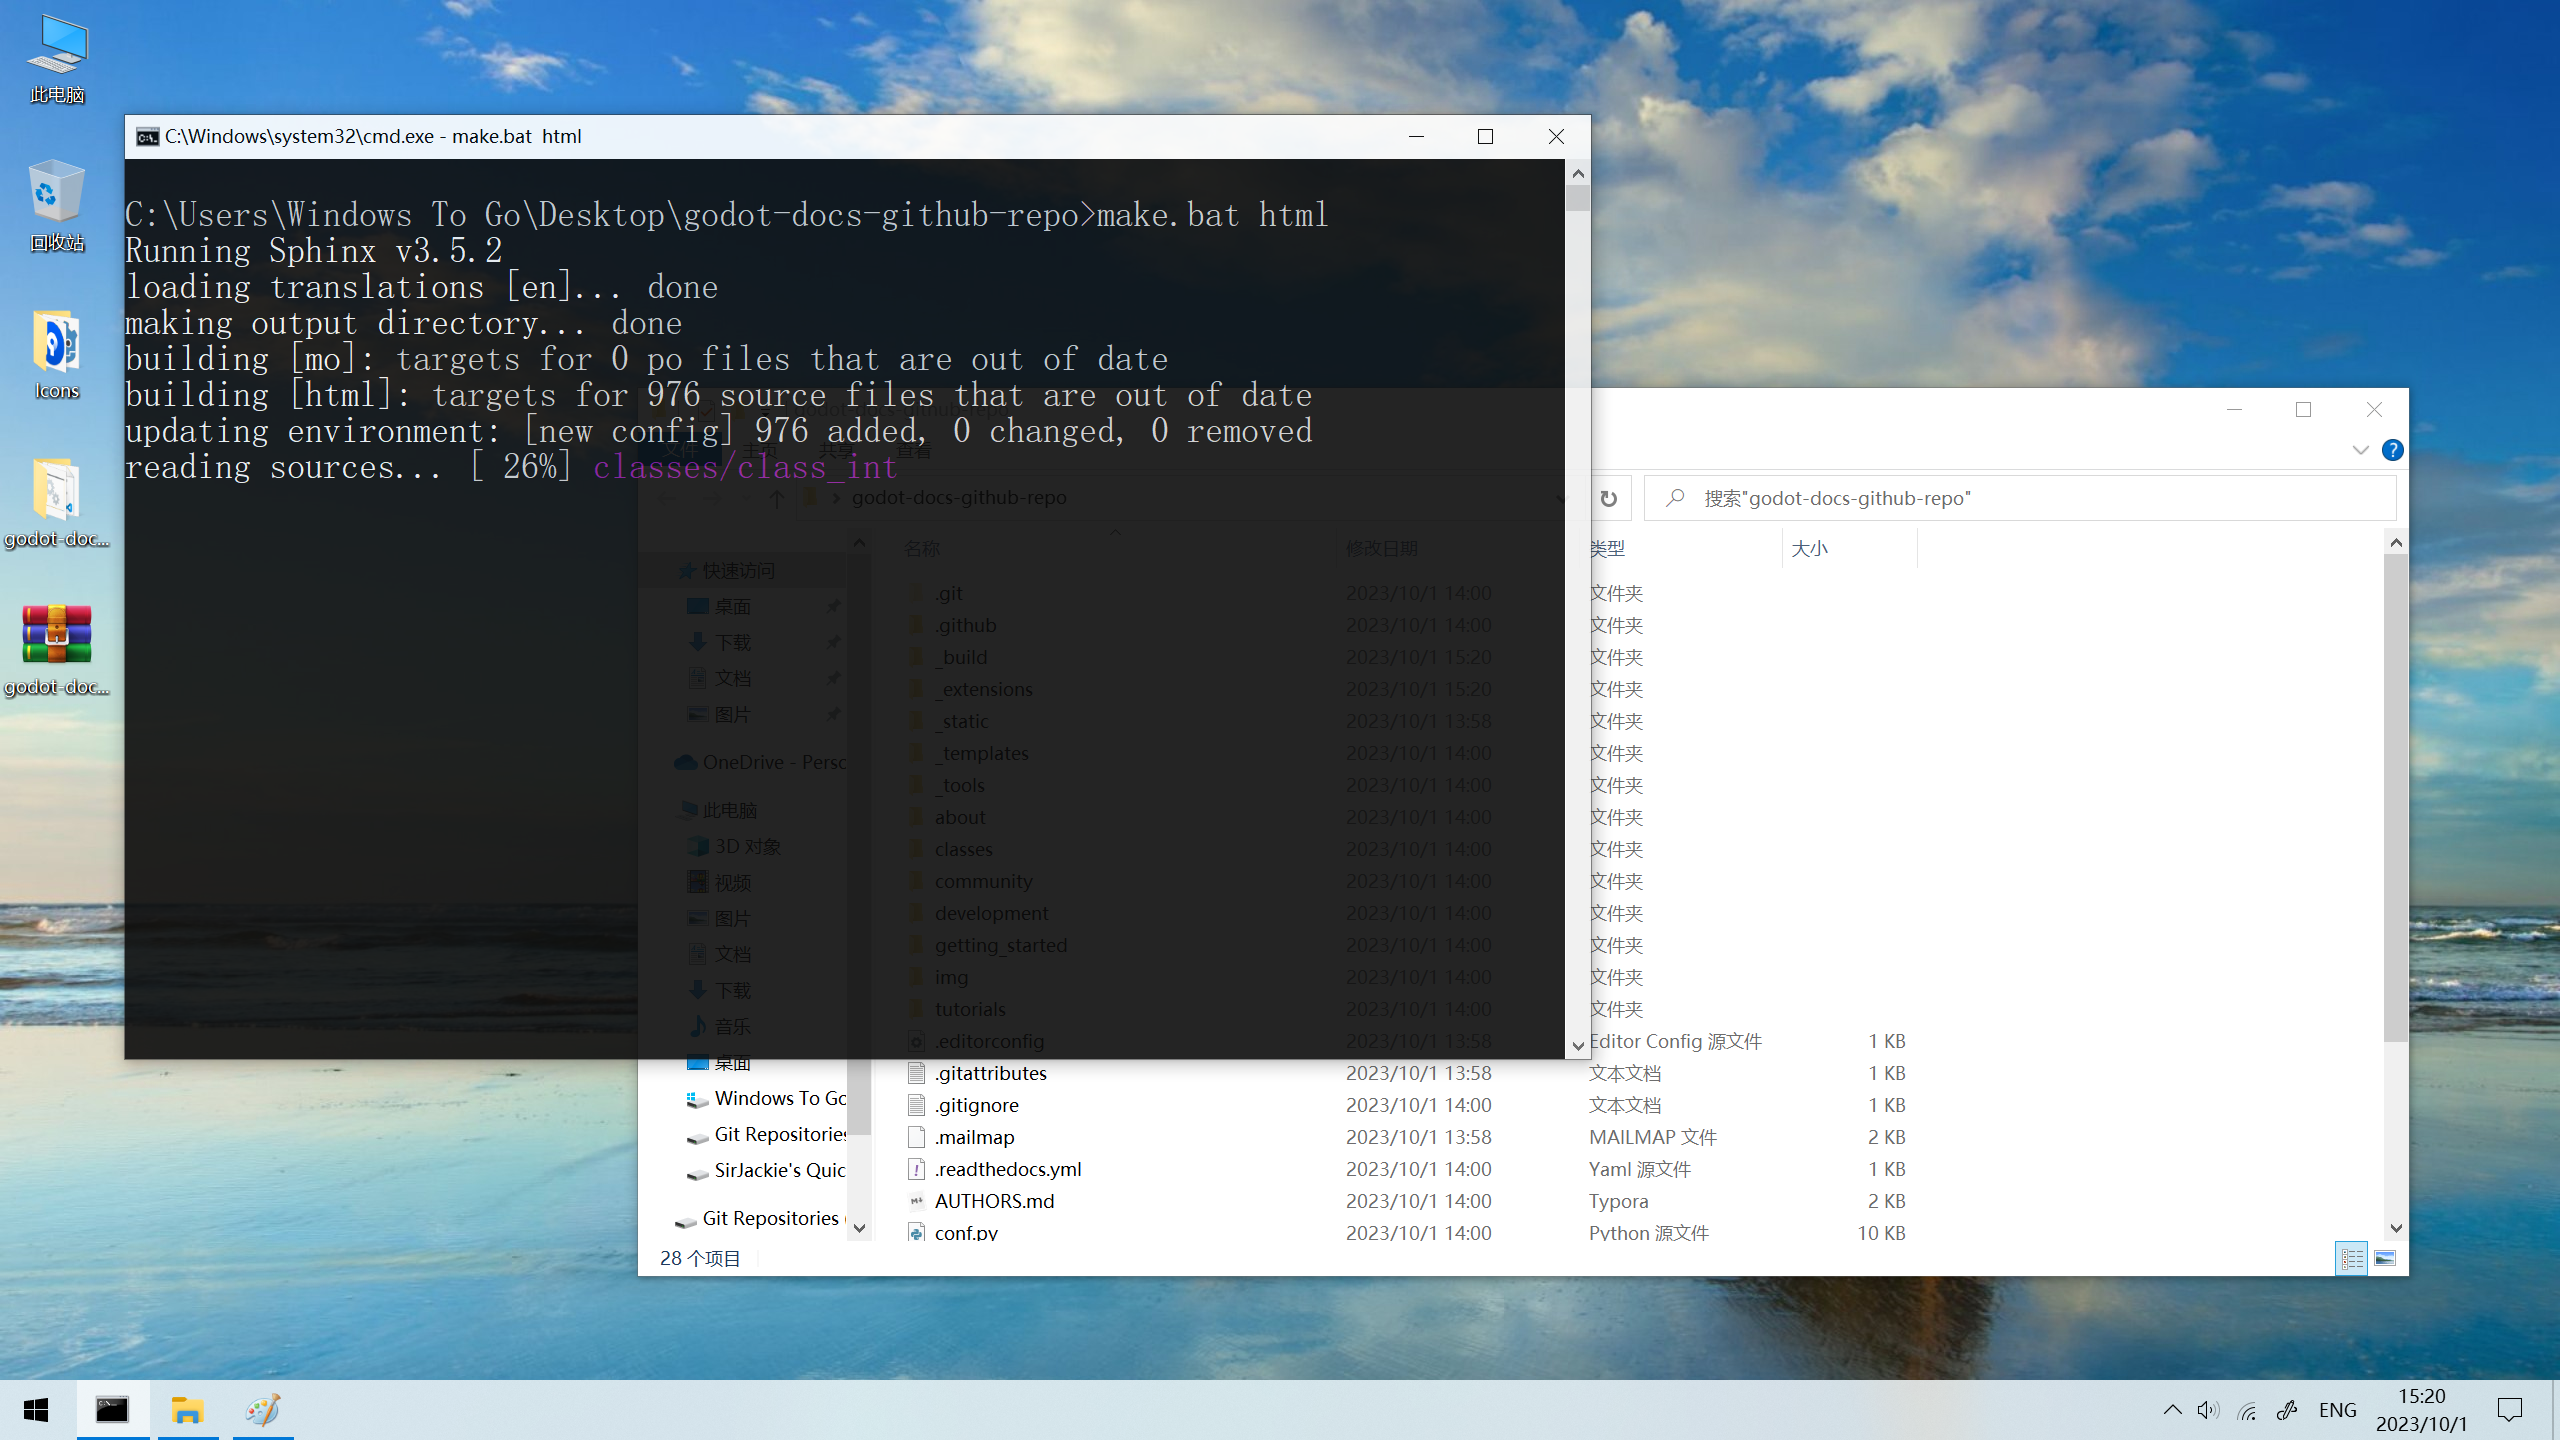 此电脑
回收站
Icons
godot-doc...
godot-doc...
C:\Windows\system32\cmd.exe - make.bat  html
C:\Users\Windows To Go\Desktop\godot-docs-github-repo>make.bat html
Running Sphinx v3.5.2
loading translations [en]... done
making output directory... done
building [mo]: targets for 0 po files that are out of date
building [html]: targets for 976 source files that are out of date
updating environment: [new config] 976 added, 0 changed, 0 removed
reading sources... [ 26%] classes/class_int
godot-docs-github-repo
文件 主页 共享 查看
godot-docs-github-repo
搜索"godot-docs-github-repo"
快速访问
桌面
下载
文档
图片
OneDrive - Perso
此电脑
3D 对象
视频
图片
文档
下载
音乐
桌面
Windows To Go
Git Repositories
SirJackie's Quic
Git Repositories
名称 修改日期 类型 大小
.git 2023/10/1 14:00 文件夹
.github 2023/10/1 14:00 文件夹
_build 2023/10/1 15:20 文件夹
_extensions 2023/10/1 15:20 文件夹
_static 2023/10/1 13:58 文件夹
_templates 2023/10/1 14:00 文件夹
_tools 2023/10/1 14:00 文件夹
about 2023/10/1 14:00 文件夹
classes 2023/10/1 14:00 文件夹
community 2023/10/1 14:00 文件夹
development 2023/10/1 14:00 文件夹
getting_started 2023/10/1 14:00 文件夹
img 2023/10/1 14:00 文件夹
tutorials 2023/10/1 14:00 文件夹
.editorconfig 2023/10/1 13:58 Editor Config 源文件 1 KB
.gitattributes 2023/10/1 13:58 文本文档 1 KB
.gitignore 2023/10/1 14:00 文本文档 1 KB
.mailmap 2023/10/1 13:58 MAILMAP 文件 2 KB
.readthedocs.yml 2023/10/1 14:00 Yaml 源文件 1 KB
AUTHORS.md 2023/10/1 14:00 Typora 2 KB
conf.py 2023/10/1 14:00 Python 源文件 10 KB
28 个项目
ENG
15:20
2023/10/1